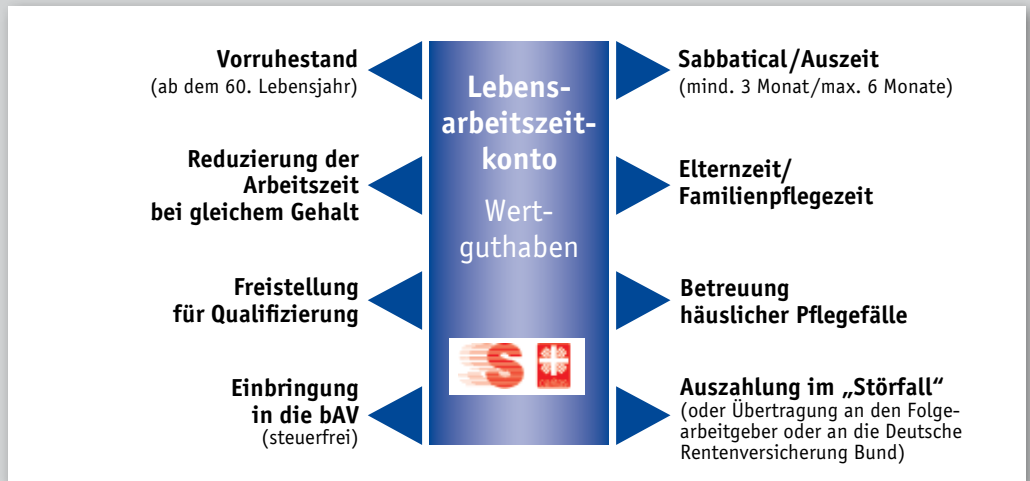 Vorruhestand
(ab dem 60. Lebensjahr)
Reduzierung der
Arbeitszeit
bei gleichem Gehalt
Freistellung
für Qualifizierung
Einbringung
in die bAV
(steuerfrei)
Lebens-
arbeitszeit-
konto
Wert-
guthaben
S
Sabbatical/Auszeit
(mind. 3 Monat/max. 6 Monate)
Elternzeit/
Familienpflegezeit
Betreuung
häuslicher Pflegefälle
Auszahlung im „Störfall“
(oder Übertragung an den Folge-
arbeitgeber oder an die Deutsche
Rentenversicherung Bund)